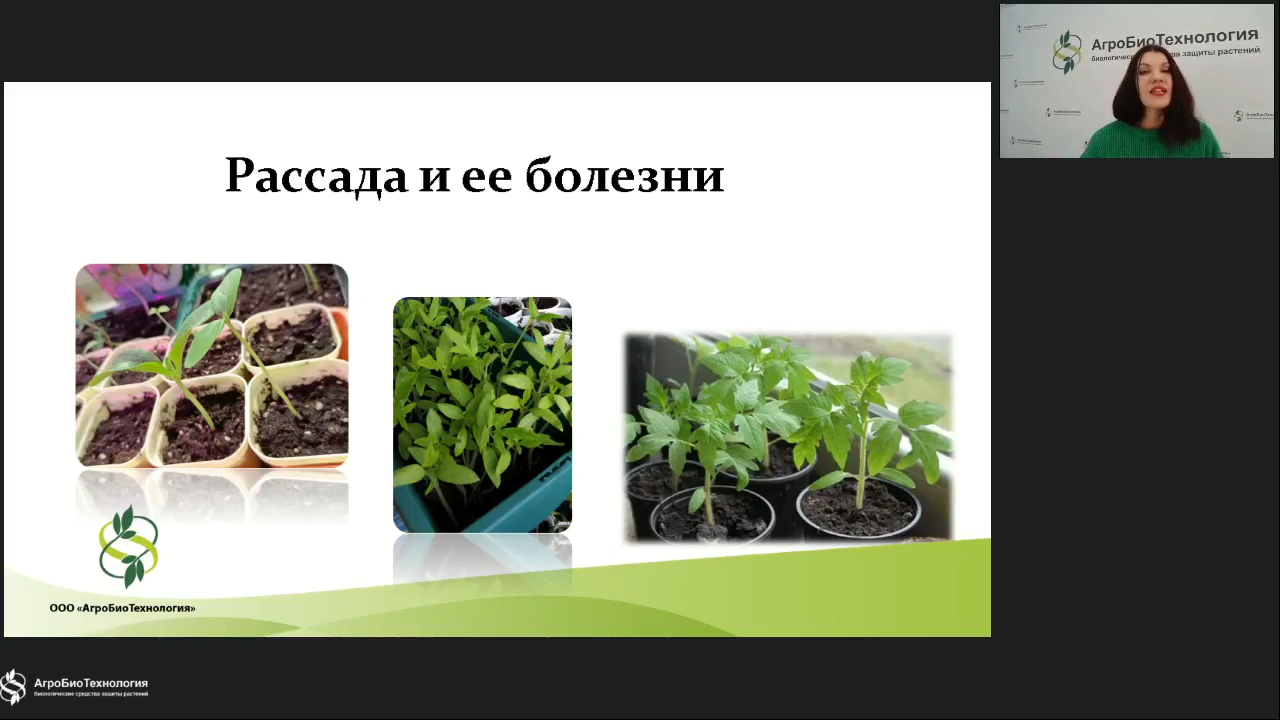 АгроБиоТехнология
биологические средства защиты растений
Рассада и ее болезни
ООО «АгроБиоТехнология»
АгроБиоТехнология
биологические средства защиты растений